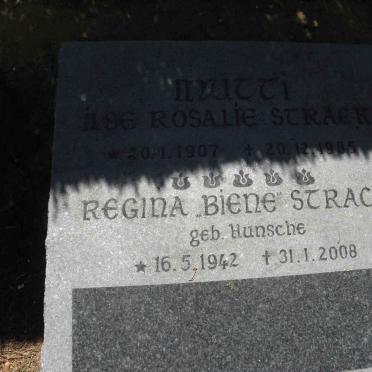 Mutti
Ilse Rosalie Straer
* 20.1.1907 † 20.12.1985
Regina „Biene" Strac
geb. Hunsche
* 16.5.1942 † 31.1.2008